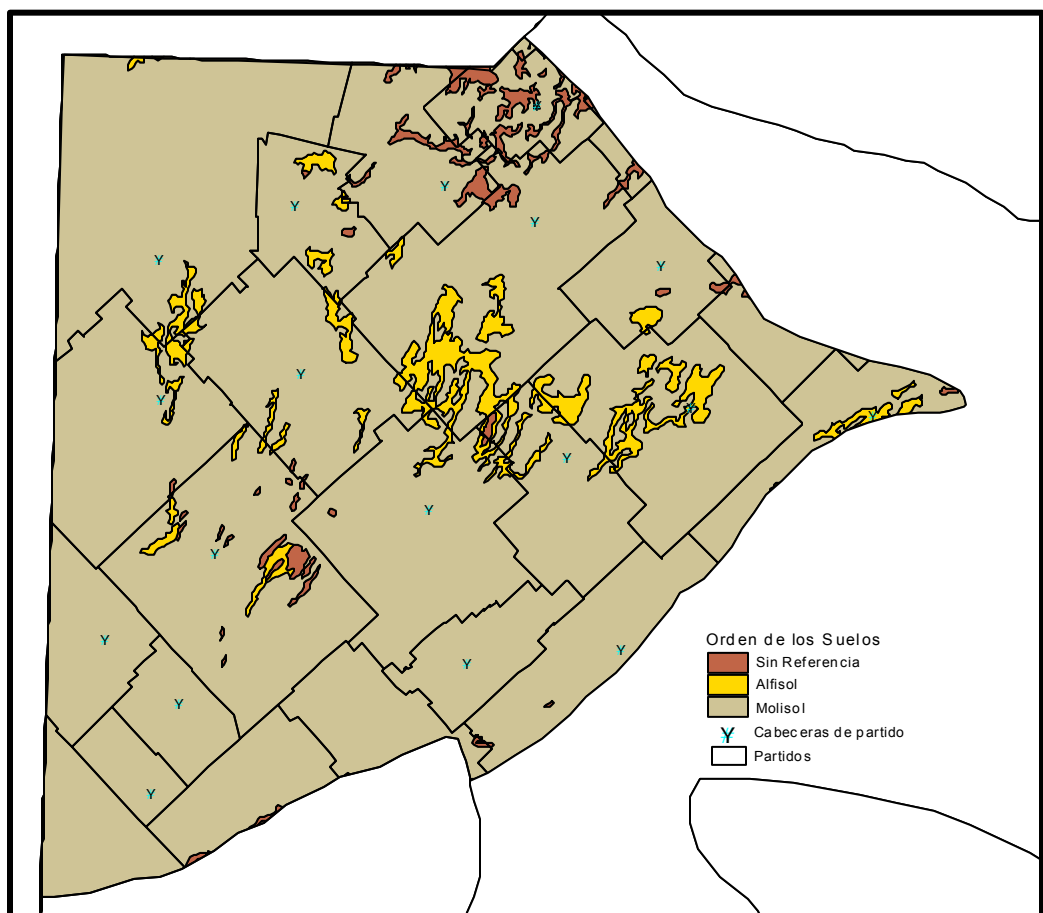 Orden de los Suelos
Sin Referencia
Alfisol
Molisol
Cabeceras de partido
Partidos